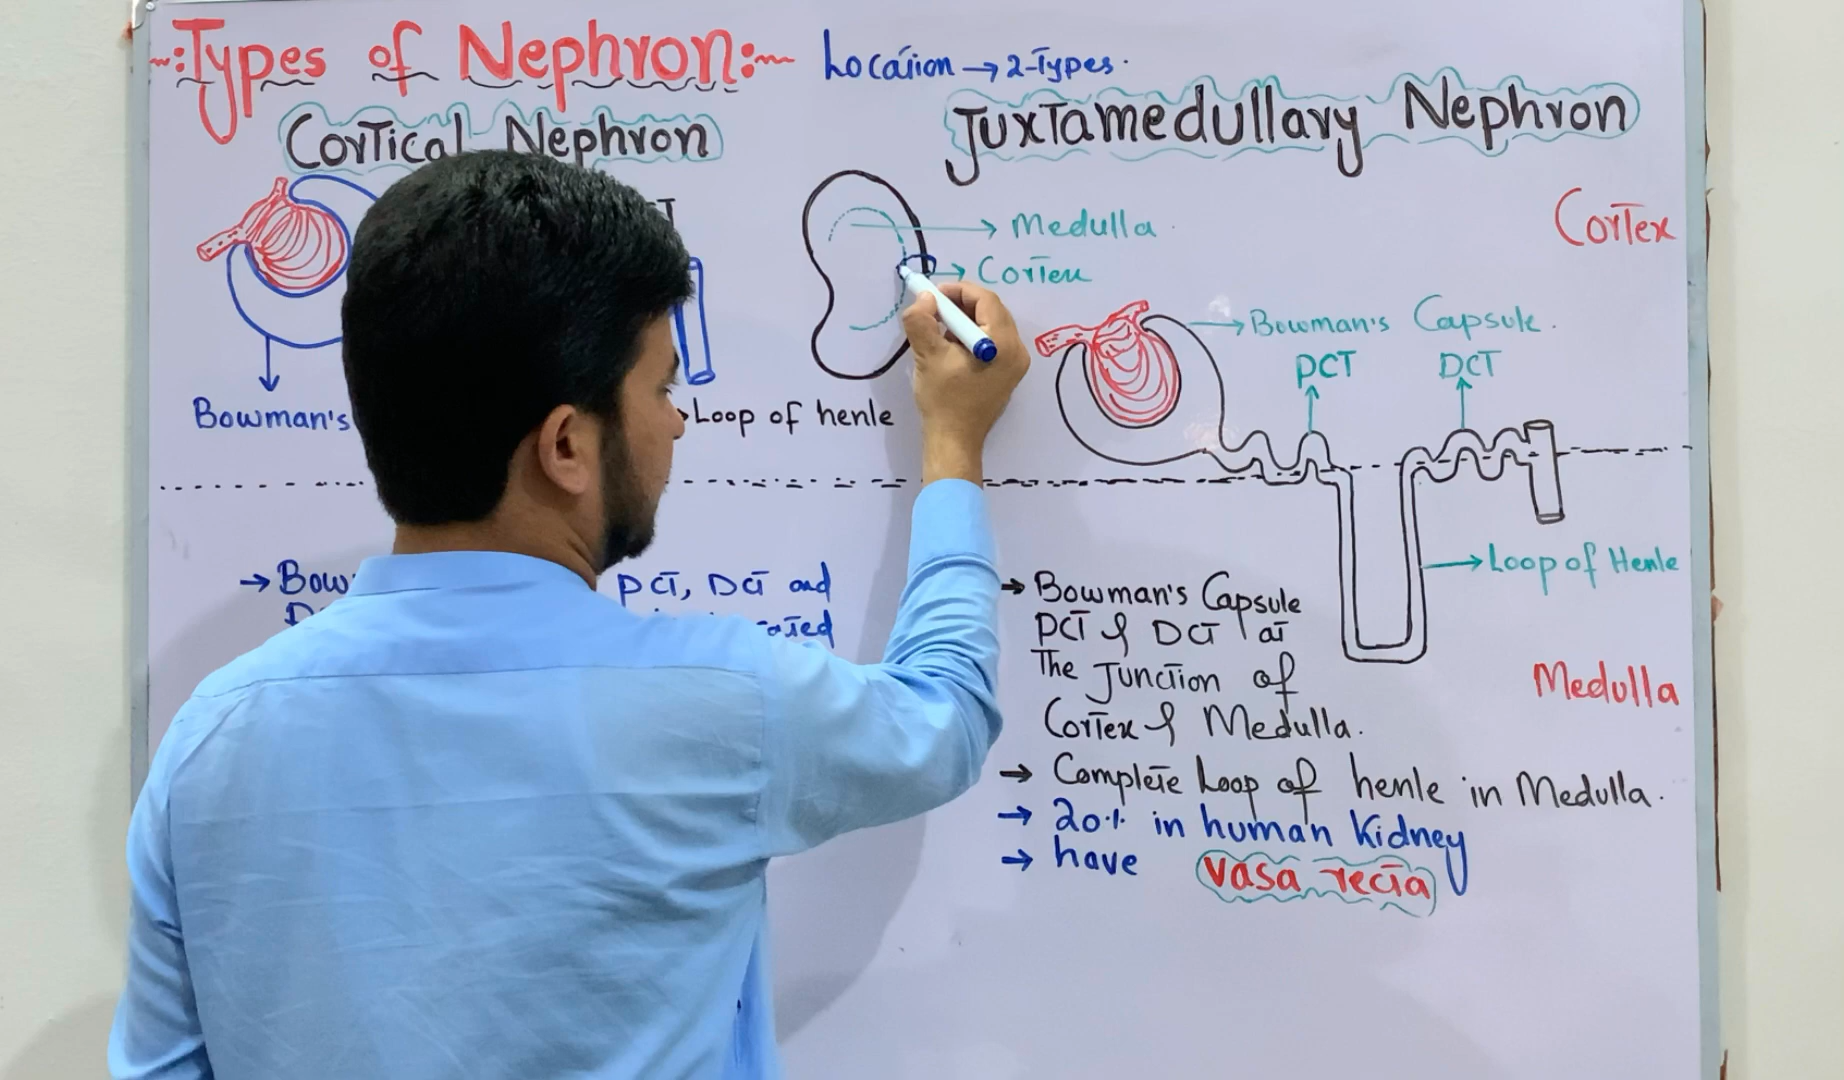 ~:Types of Nephron:~ Location → 2-Types.
Cortical Nephron
Juxtamedullary Nephron
Medulla
Cortex
Cortex
Bowman's Capsule.
PCT
DCT
Bowman's
Loop of henle
Loop of Henle
→
PCT, DCT and
→ Bowman's Capsule
PCT & DCT at
The Junction of
Cortex & Medulla.
Medulla
→ Complete Loop of henle in Medulla.
→ 20% in human Kidney
→ have vasa recta